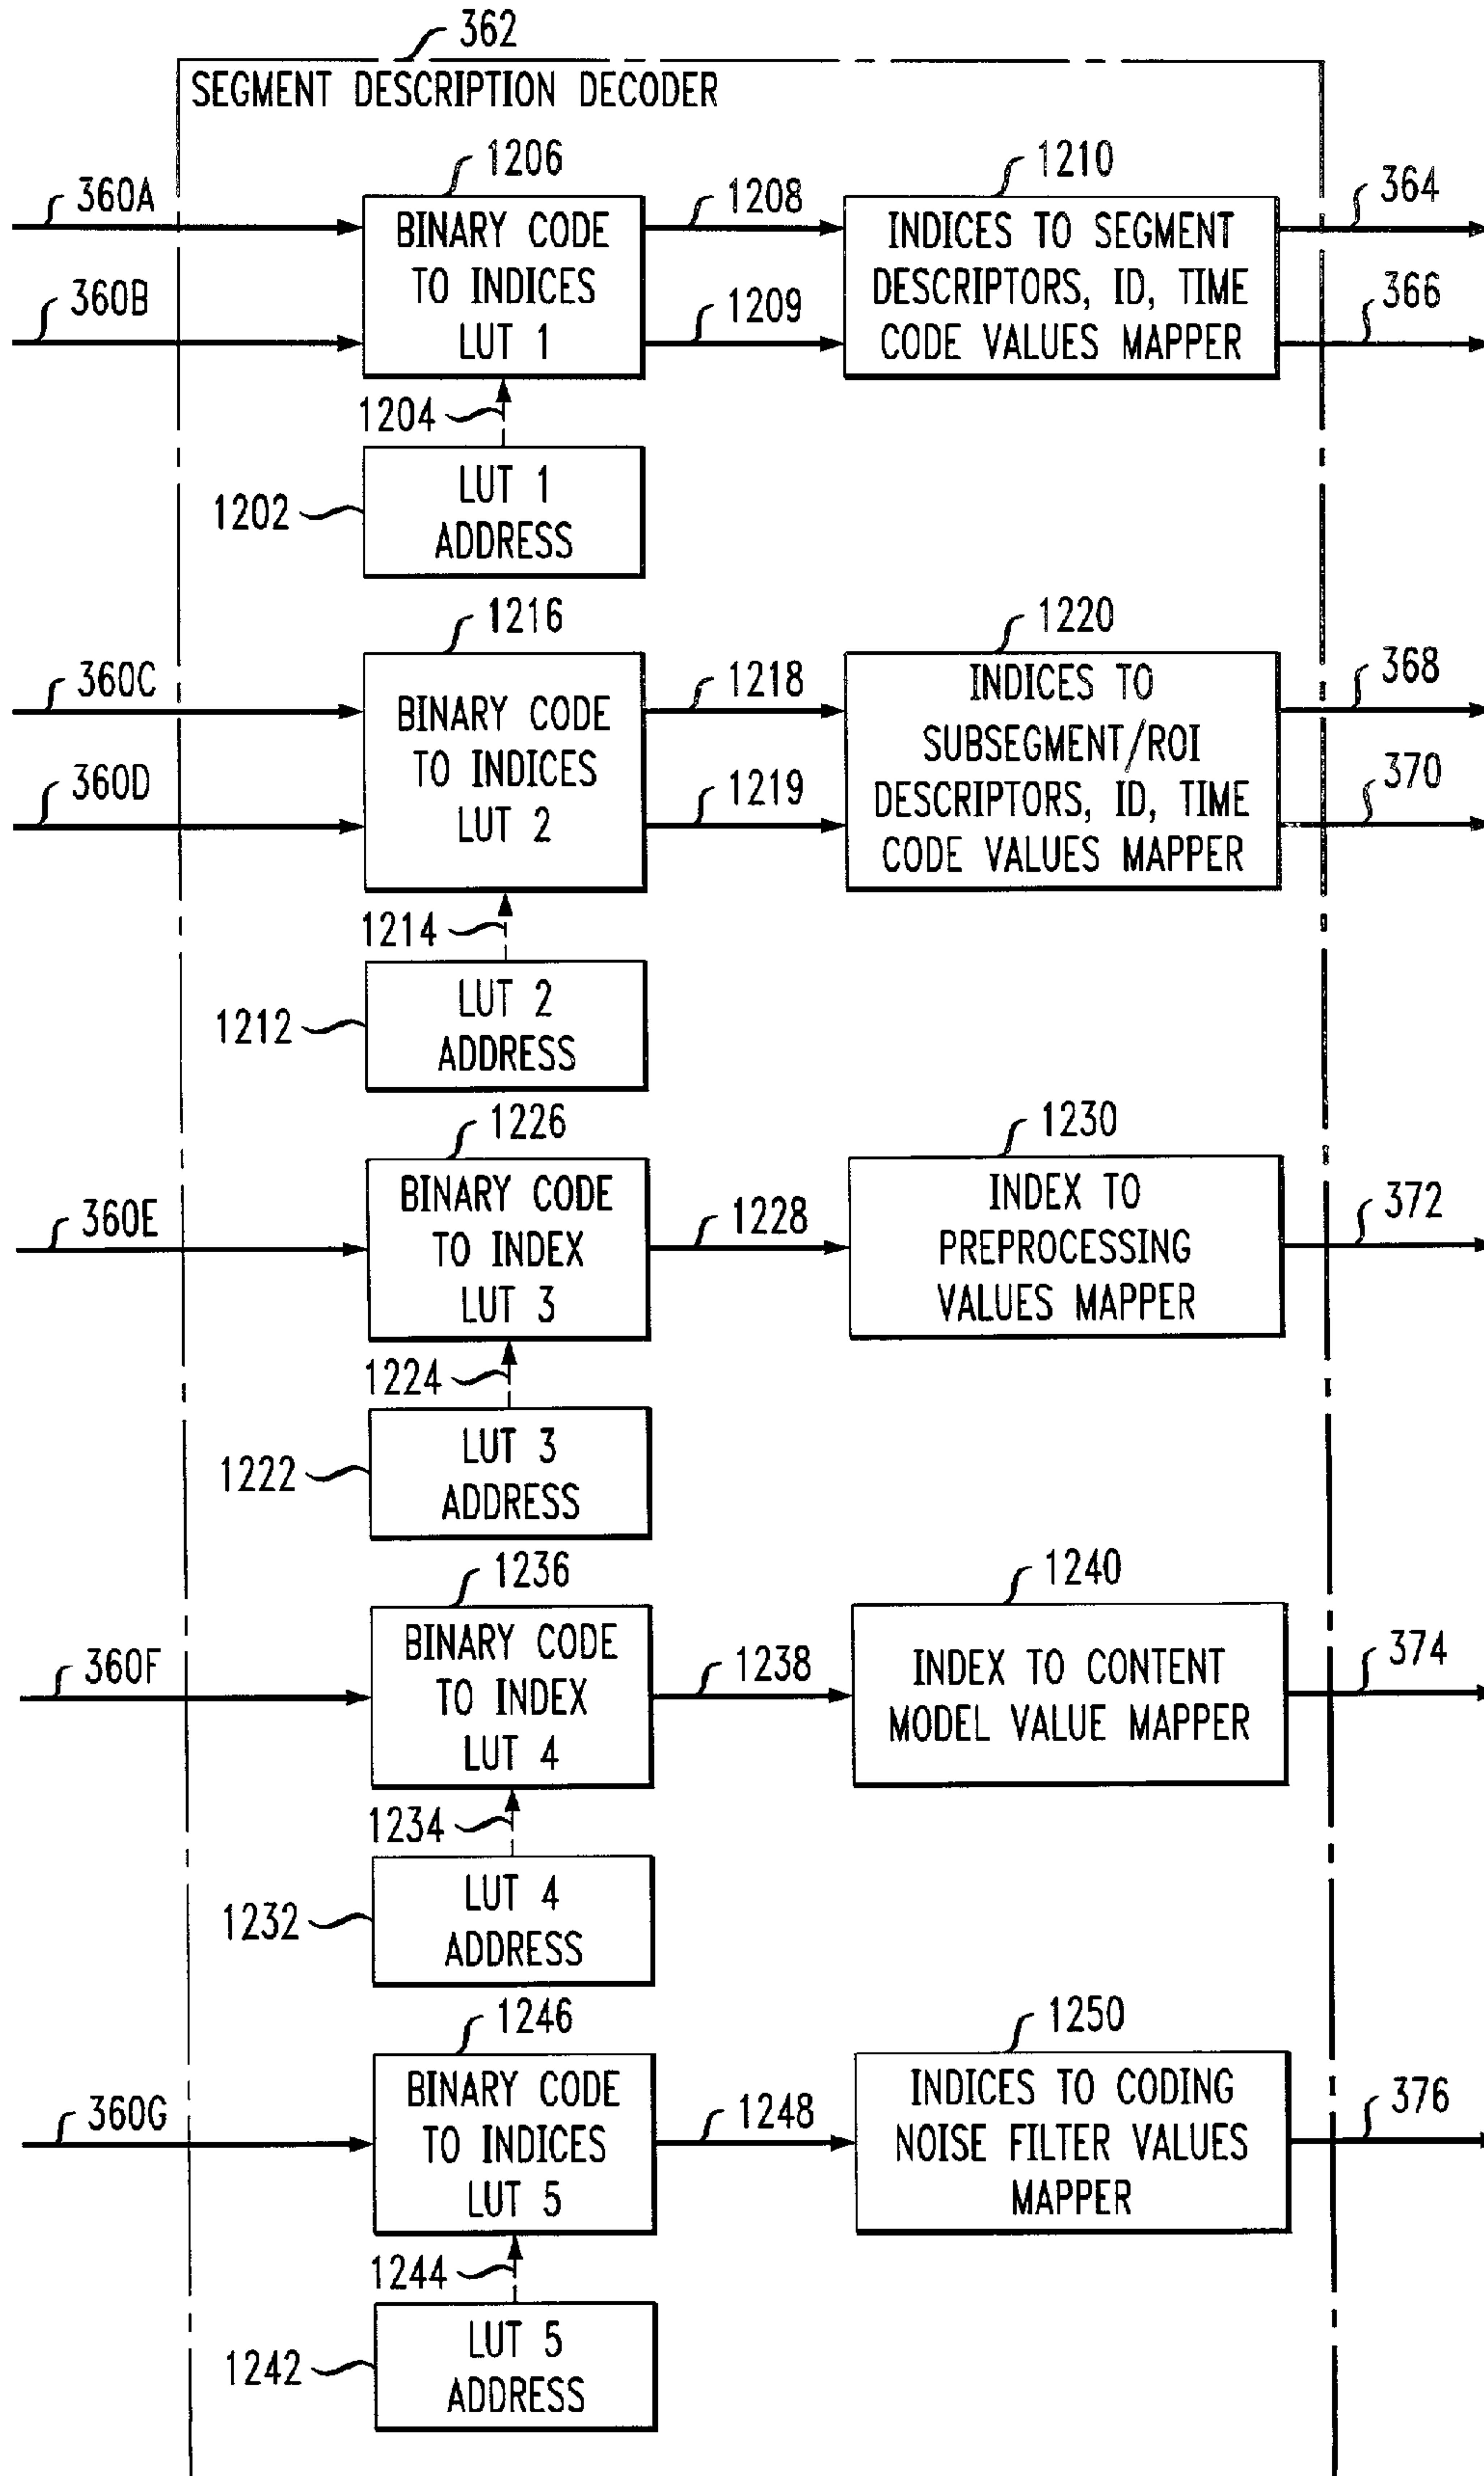 362
SEGMENT DESCRIPTION DECODER
1206
1210
360A
BINARY CODE
TO INDICES
LUT 1
1208
INDICES TO SEGMENT
DESCRIPTORS, ID, TIME
CODE VALUES MAPPER
364
360B
1209
366
1204
1202
LUT 1
ADDRESS
1216
1220
360C
BINARY CODE
TO INDICES
LUT 2
1218
INDICES TO
SUBSEGMENT/ROI
DESCRIPTORS, ID, TIME
CODE VALUES MAPPER
368
360D
1219
370
1214
1212
LUT 2
ADDRESS
1226
1230
360E
BINARY CODE
TO INDEX
LUT 3
1228
INDEX TO
PREPROCESSING
VALUES MAPPER
372
1224
1222
LUT 3
ADDRESS
1236
1240
360F
BINARY CODE
TO INDEX
LUT 4
1238
INDEX TO CONTENT
MODEL VALUE MAPPER
374
1234
1232
LUT 4
ADDRESS
1246
1250
360G
BINARY CODE
TO INDICES
LUT 5
1248
INDICES TO CODING
NOISE FILTER VALUES
MAPPER
376
1244
1242
LUT 5
ADDRESS